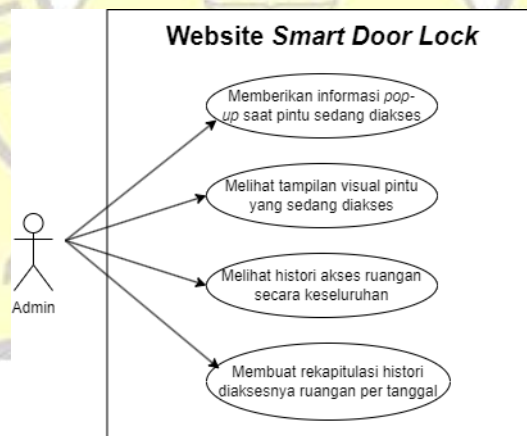 Website Smart Door Lock
Memberikan informasi pop-
up saat pintu sedang diakses
Melihat tampilan visual pintu
yang sedang diakses
Melihat histori akses ruangan
secara keseluruhan
Admin
Membuat rekapitulasi histori
diaksesnya ruangan per tanggal